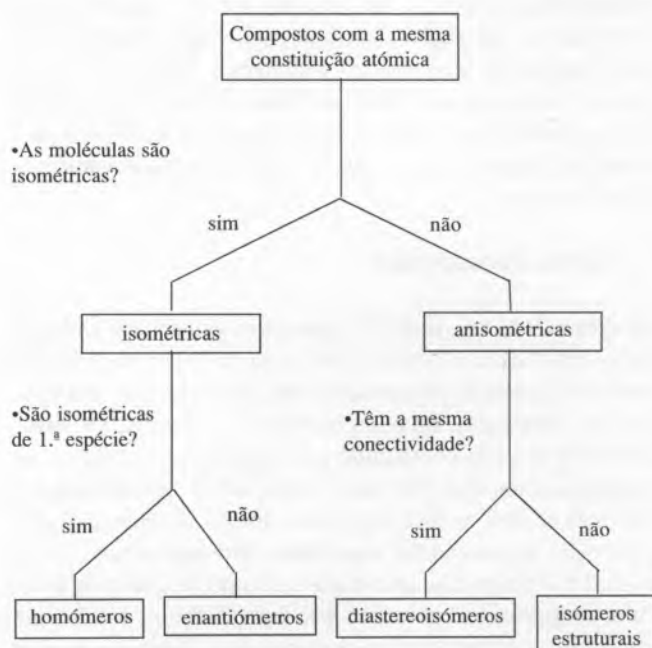 Compostos com a mesma
constituição atómica
•As moléculas são
isométricas?
sim
não
isométricas
anisométricas
•São isométricas
de 1.ª espécie?
•Têm a mesma
conectividade?
sim
não
sim
não
homómeros
enantiómetros
diastereoisómeros
isómeros
estruturais